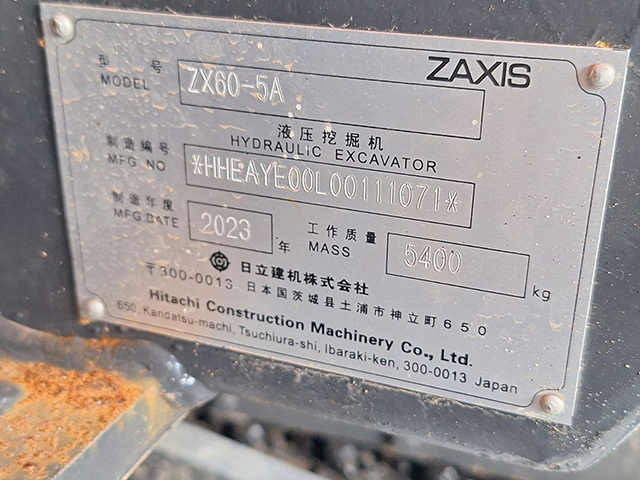 ZAXIS
型 号 MODEL ZX60-5A
液压挖掘机
HYDRAULIC EXCAVATOR
制造编号 MFG NO *HHEAYE00L00111071*
制造年度 MFG.DATE 2023 年 工作质量 MASS 5400 kg
日立建机株式会社
〒300-0013 日本国茨城县土浦市神立町650
Hitachi Construction Machinery Co., Ltd.
650, Kandatsu-machi, Tsuchiura-shi, Ibaraki-ken, 300-0013 Japan